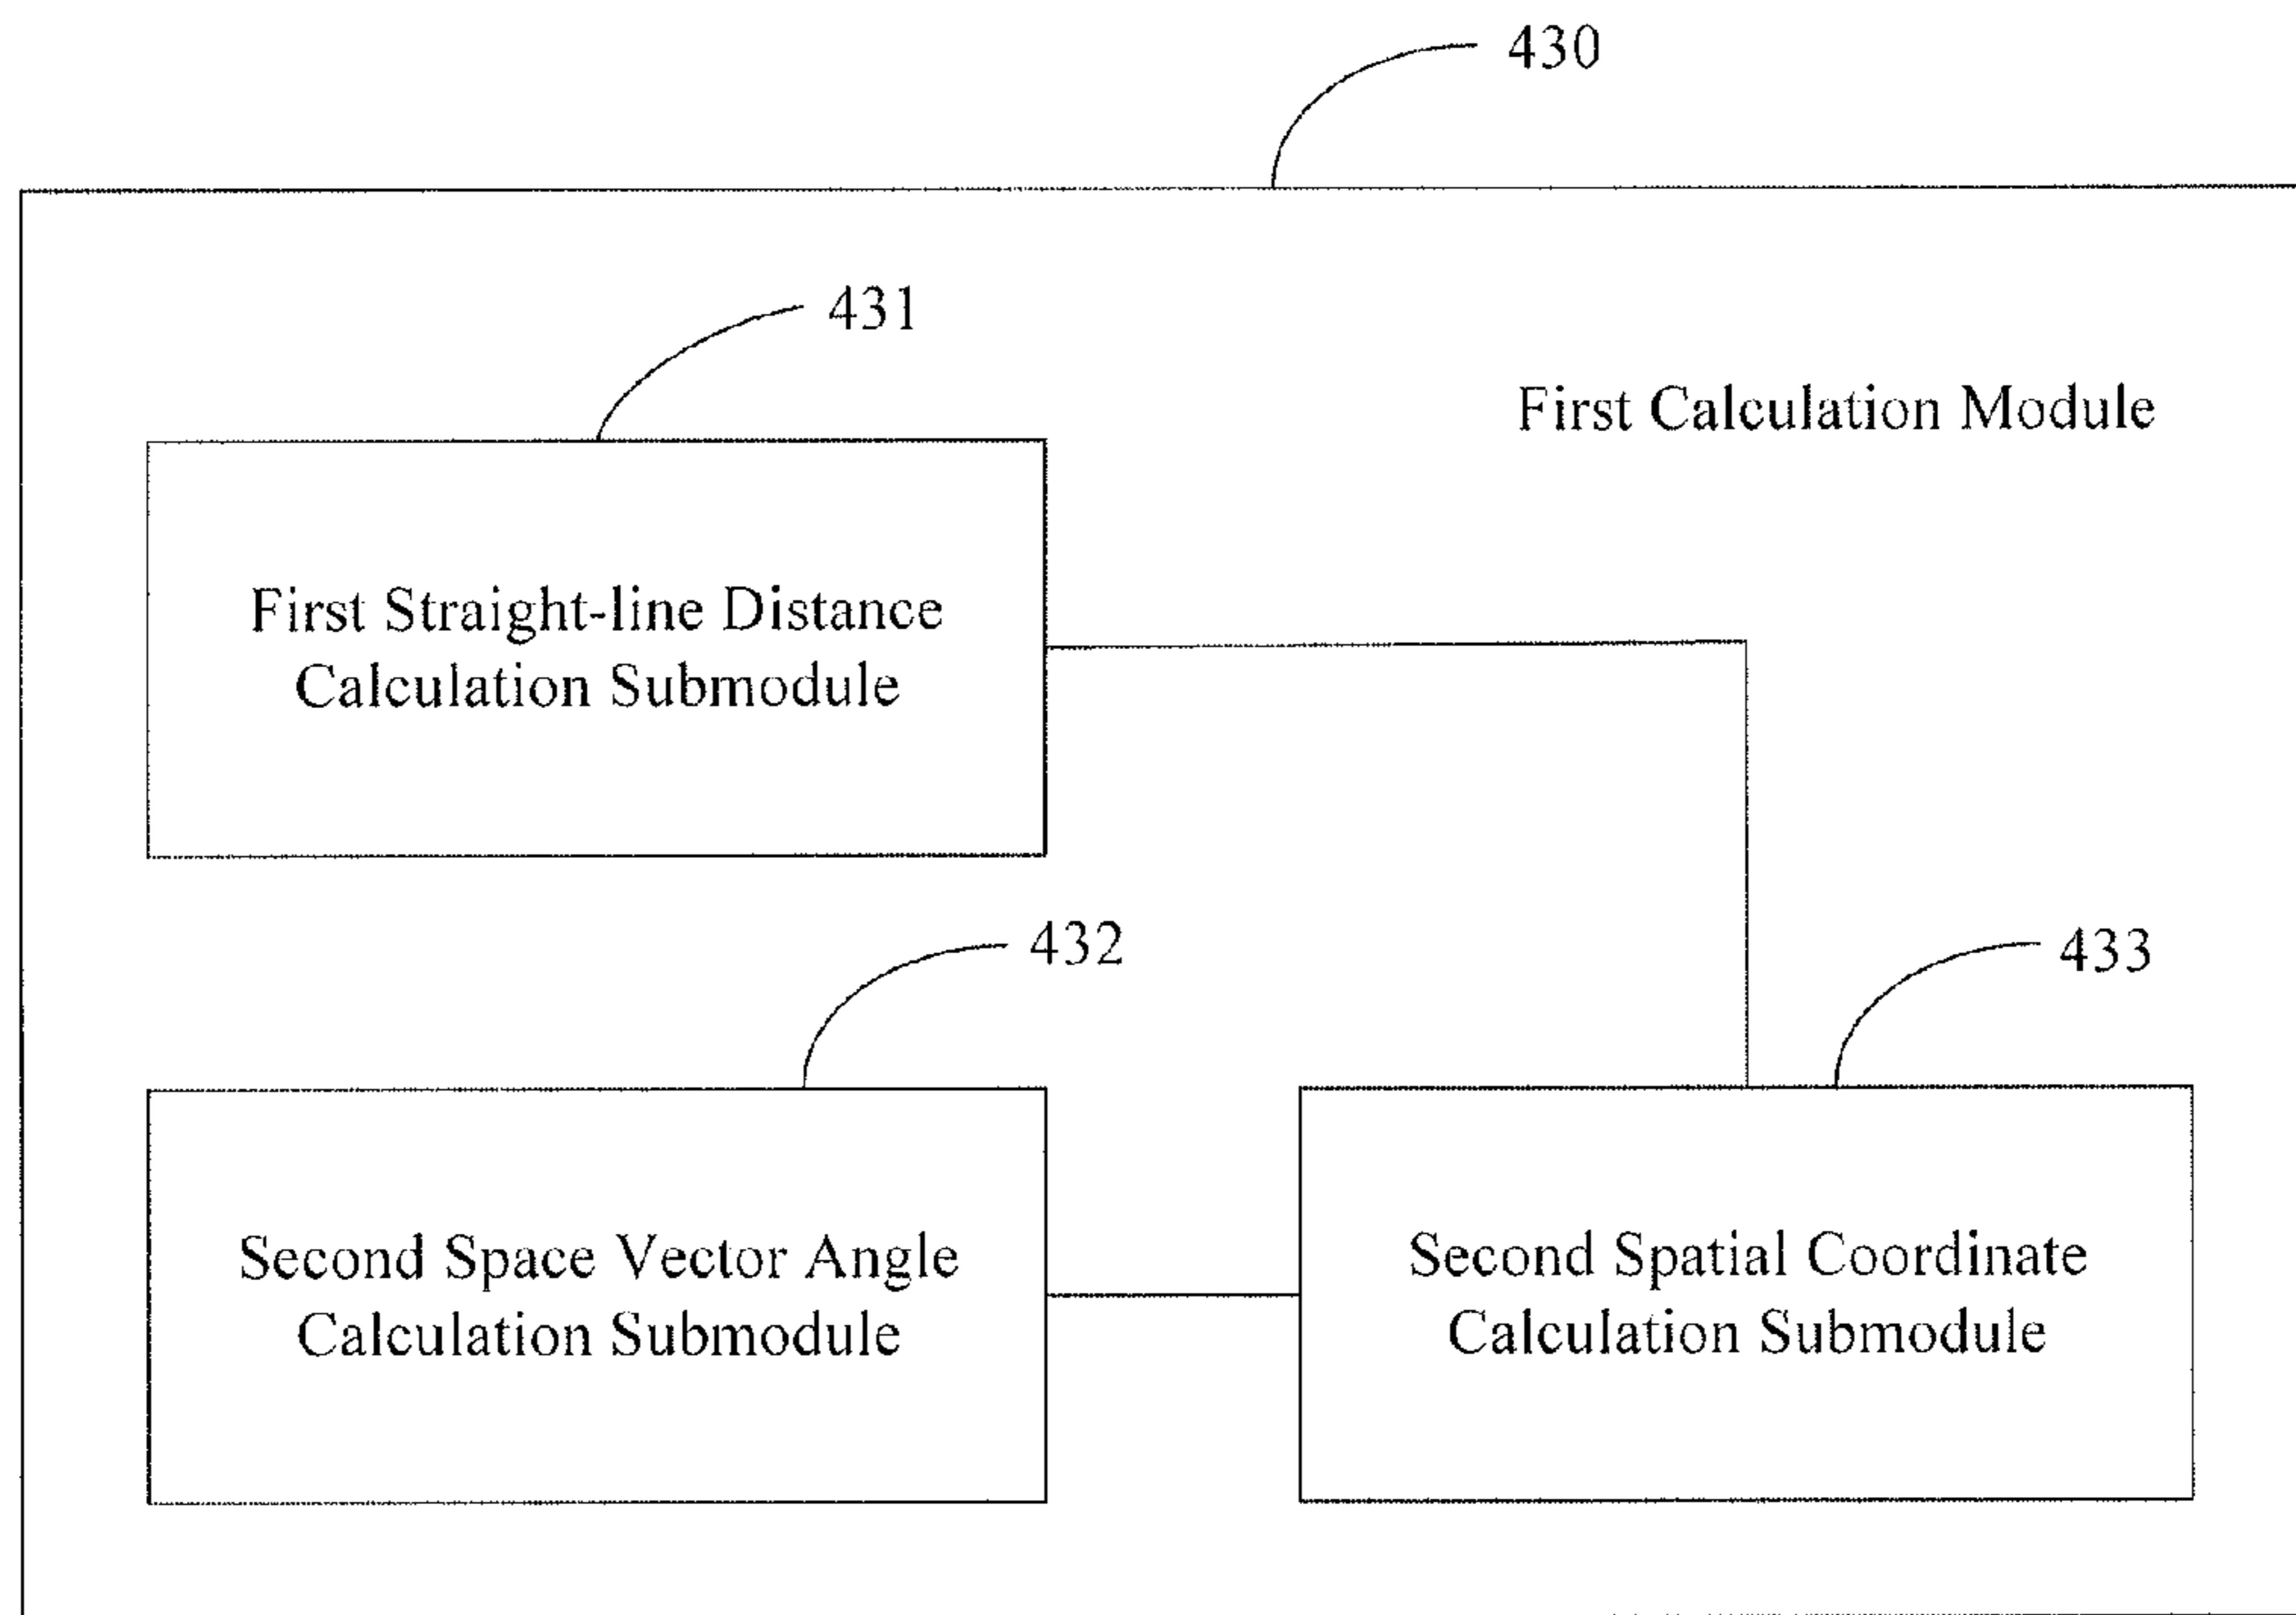 430
431
First Calculation Module
First Straight-line Distance
Calculation Submodule
432
433
Second Space Vector Angle
Calculation Submodule
Second Spatial Coordinate
Calculation Submodule